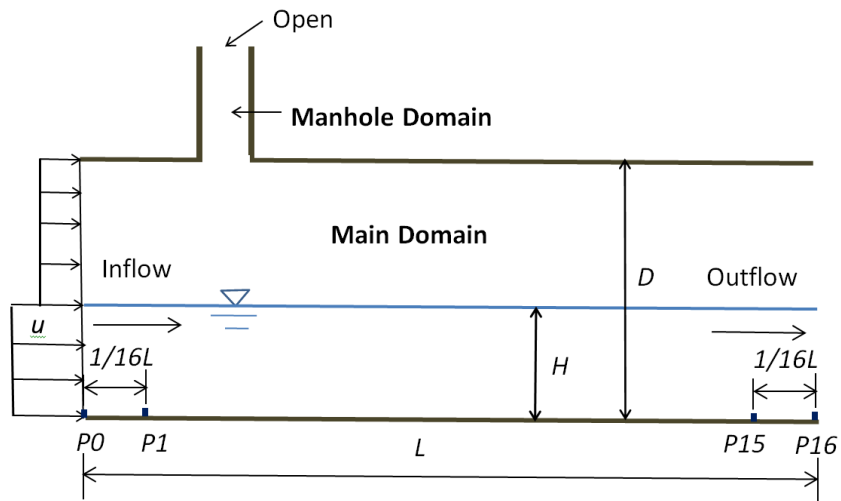 Open
Manhole Domain
Main Domain
Inflow
Outflow
D
u
H
1/16L
1/16L
P0
P1
L
P15
P16